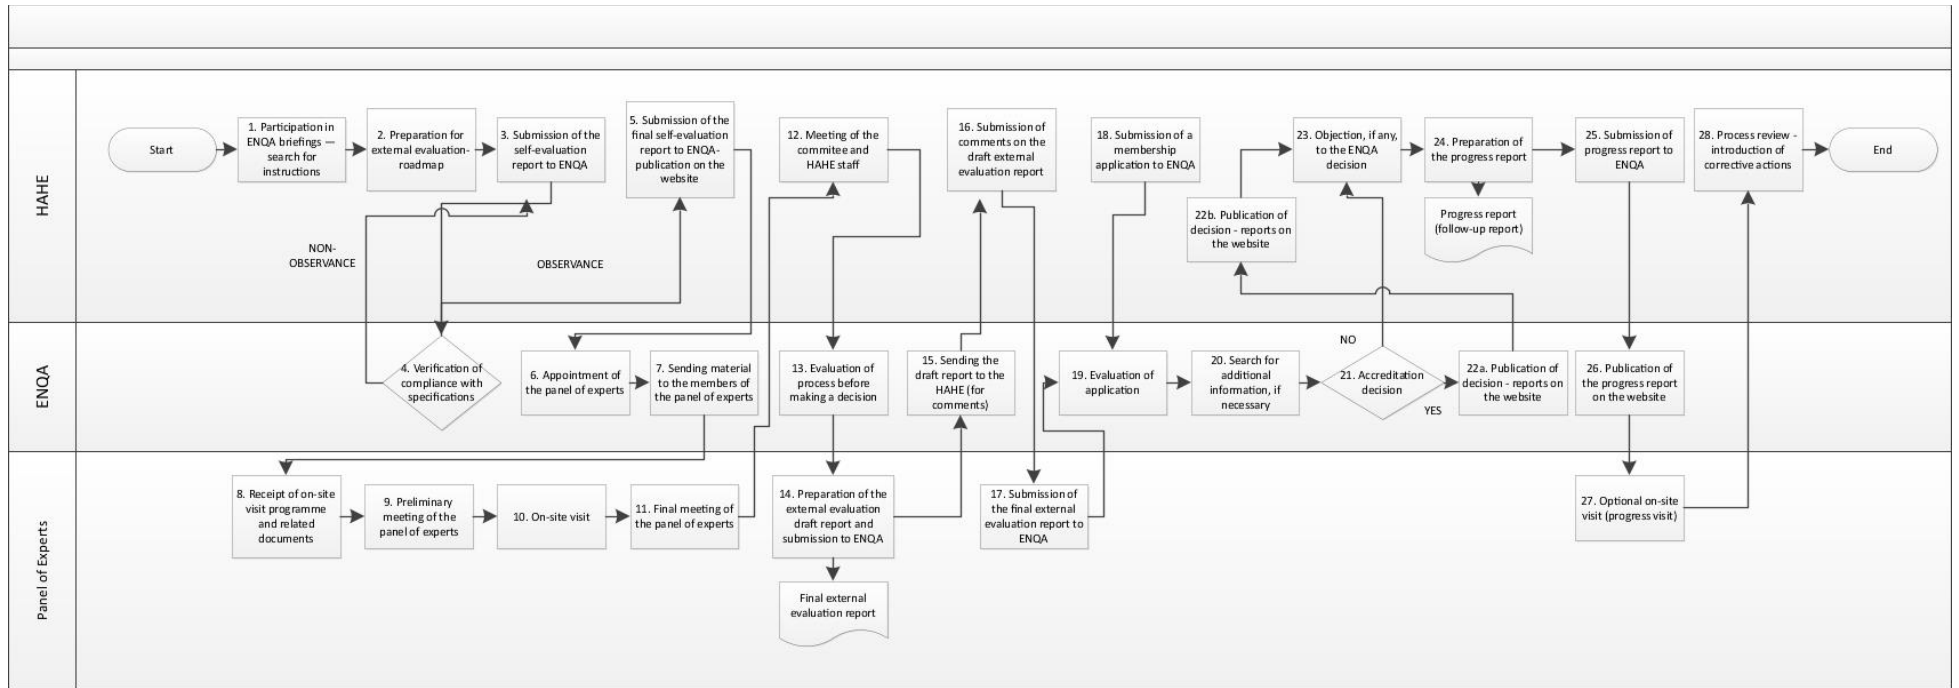 HAHE
Start
1. Participation in
ENQA briefings —
search for
instructions
2. Preparation for
external evaluation-
roadmap
3. Submission of the
self-evaluation
report to ENQA
5. Submission of the
final self-evaluation
report to ENQA-
publication on the
website
12. Meeting of the
commitee and
HAHE staff
16. Submission of
comments on the
draft external
evaluation report
18. Submission of a
membership
application to ENQA
22b. Publication of
decision - reports on
the website
23. Objection, if any,
to the ENQA
decision
24. Preparation of
the progress report
Progress report
(follow-up report)
25. Submission of
progress report to
ENQA
28. Process review -
introduction of
corrective actions
End
NON-
OBSERVANCE
OBSERVANCE
ENQA
4. Verification of
compliance with
specifications
6. Appointment of
the panel of experts
7. Sending material
to the members of
the panel of experts
13. Evaluation of
process before
making a decision
15. Sending the
draft report to the
HAHE (for
comments)
19. Evaluation of
application
20. Search for
additional
information, if
necessary
NO
21. Accreditation
decision
YES
22a. Publication of
decision - reports on
the website
26. Publication of
the progress report
on the website
Panel of Experts
8. Receipt of on-site
visit programme
and related
documents
9. Preliminary
meeting of the
panel of experts
10. On-site visit
11. Final meeting of
the panel of experts
14. Preparation of the
external evaluation
draft report and
submission to ENQA
Final external
evaluation report
17. Submission of
the final external
evaluation report to
ENQA
27. Optional on-site
visit (progress visit)